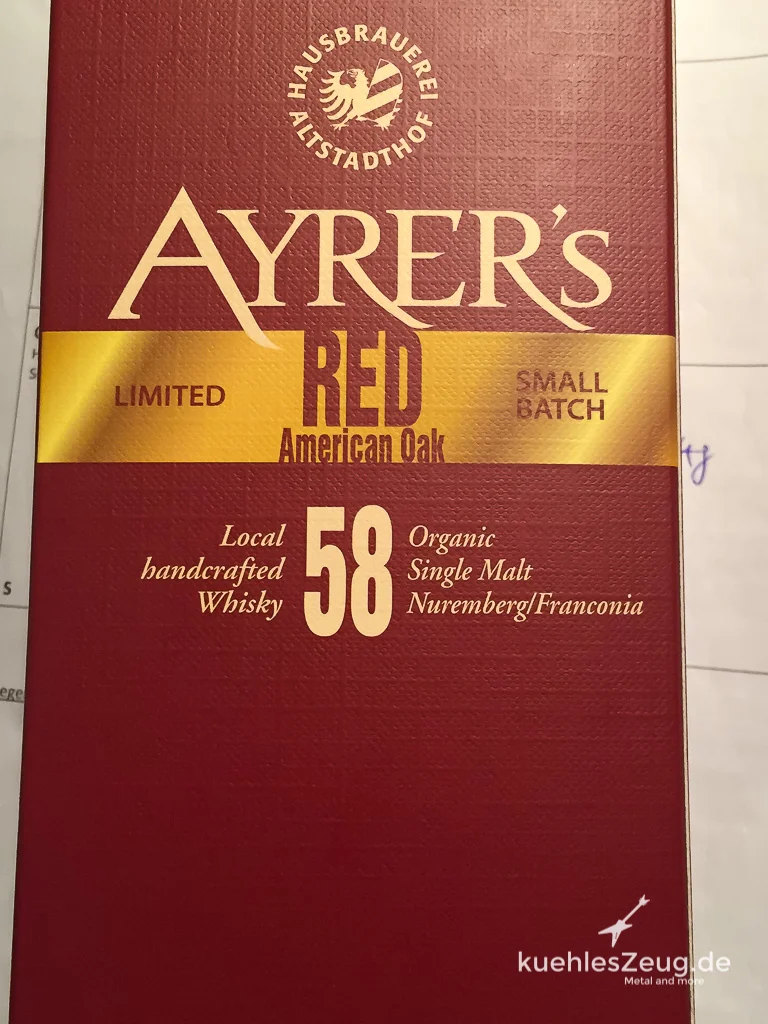 HAUSBRAUEREI
ALTSTADTHOF
AYRER'S
LIMITED
RED
SMALL
BATCH
American Oak
Local
handcrafted
Whisky
58
Organic
Single Malt
Nuremberg/Franconia
kuehlesZeug.de
Metal and more